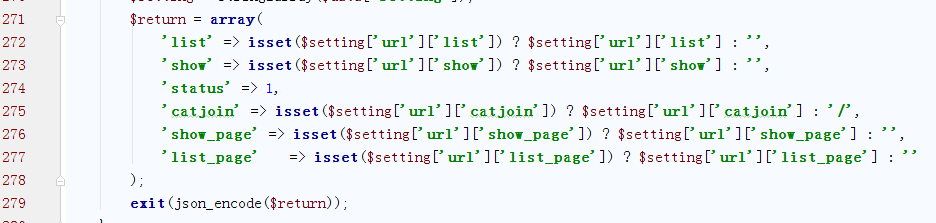 271 $return = array(
272 'list' => isset($setting['url']['list']) ? $setting['url']['list'] : '',
273 'show' => isset($setting['url']['show']) ? $setting['url']['show'] : '',
274 'status' => 1,
275 'catjoin' => isset($setting['url']['catjoin']) ? $setting['url']['catjoin'] : '/',
276 'show_page' => isset($setting['url']['show_page']) ? $setting['url']['show_page'] : '',
277 'list_page'   => isset($setting['url']['list_page']) ? $setting['url']['list_page'] : ''
278 );
279 exit(json_encode($return));